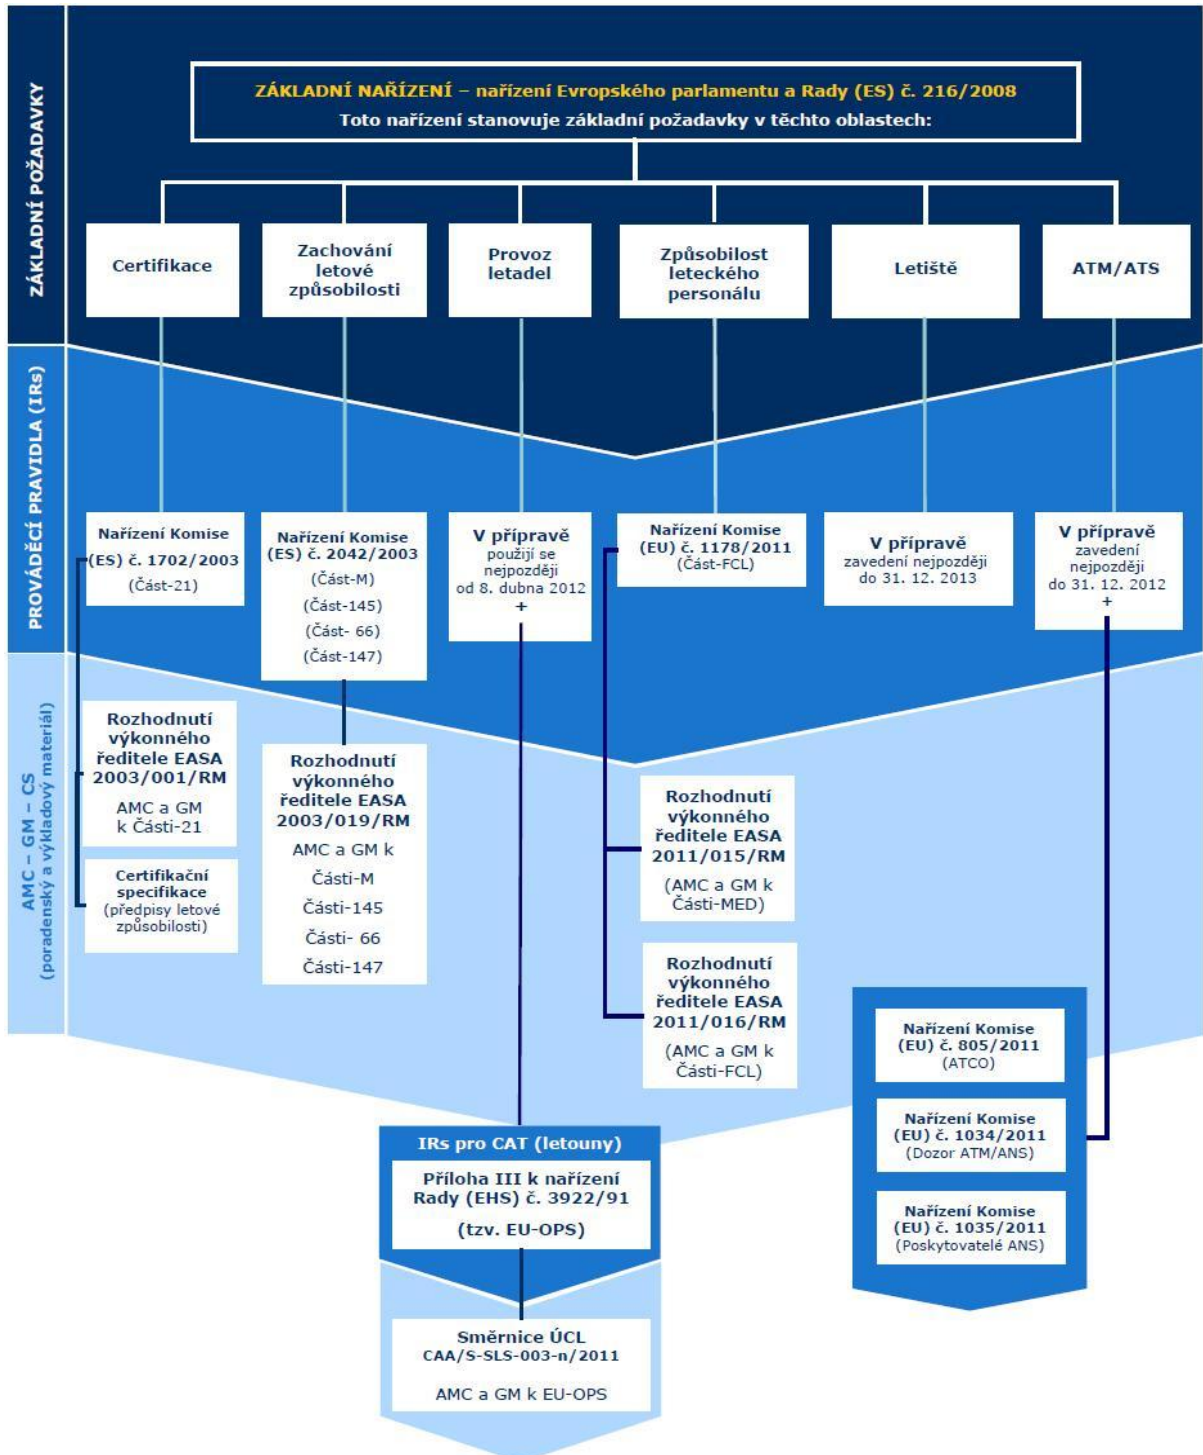 ZÁKLADNÍ POŽADAVKY
ZÁKLADNÍ NAŘÍZENÍ – nařízení Evropského parlamentu a Rady (ES) č. 216/2008
Toto nařízení stanovuje základní požadavky v těchto oblastech:
Certifikace
Zachování
letové
způsobilosti
Provoz
letadel
Způsobilost
leteckého
personálu
Letiště
ATM/ATS
PROVÁDĚCÍ PRAVIDLA (IRs)
Nařízení Komise
(ES) č. 1702/2003
(Část-21)
Nařízení Komise
(ES) č. 2042/2003
(Část-M)
(Část-145)
(Část- 66)
(Část-147)
V přípravě
použijí se
nejpozději
od 8. dubna 2012
+
Nařízení Komise
(EU) č. 1178/2011
(Část-FCL)
V přípravě
zavedení nejpozději
do 31. 12. 2013
V přípravě
zavedení
nejpozději
do 31. 12. 2012
+
AMC – GM – CS
(poradenský a výkladový materiál)
Rozhodnutí
výkonného
ředitele EASA
2003/001/RM
AMC a GM
k Části-21
Certifikační
specifikace
(předpisy letové
způsobilosti)
Rozhodnutí
výkonného
ředitele EASA
2003/019/RM
AMC a GM k
Části-M
Části-145
Části- 66
Části-147
Rozhodnutí
výkonného
ředitele EASA
2011/015/RM
(AMC a GM k
Části-MED)
Rozhodnutí
výkonného
ředitele EASA
2011/016/RM
(AMC a GM k
Části-FCL)
Nařízení Komise
(EU) č. 805/2011
(ATCO)
Nařízení Komise
(EU) č. 1034/2011
(Dozor ATM/ANS)
Nařízení Komise
(EU) č. 1035/2011
(Poskytovatelé ANS)
IRs pro CAT (letouny)
Příloha III k nařízení
Rady (EHS) č. 3922/91
(tzv. EU-OPS)
Směrnice ÚCL
CAA/S-SLS-003-n/2011
AMC a GM k EU-OPS